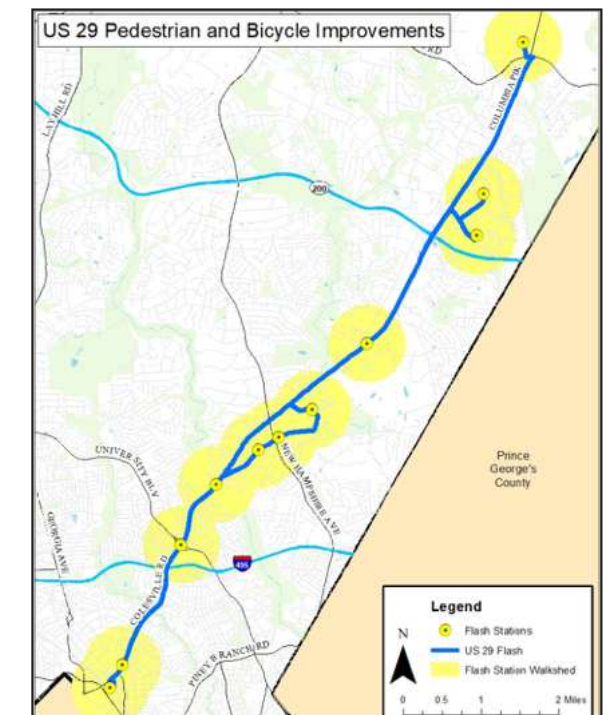 US 29 Pedestrian and Bicycle Improvements
RD
LAYHILL RD
COLUMBIA PIK
200
UNIVERSITY BLV
NEW HAMPSHIRE AVE
Prince
George's
County
GEORGIA AVE
495
COLESVILLE RD
PINEY B RANCH RD
Legend
N
Flash Stations
US 29 Flash
Flash Station Walkshed
0 0.5 1 2 Miles